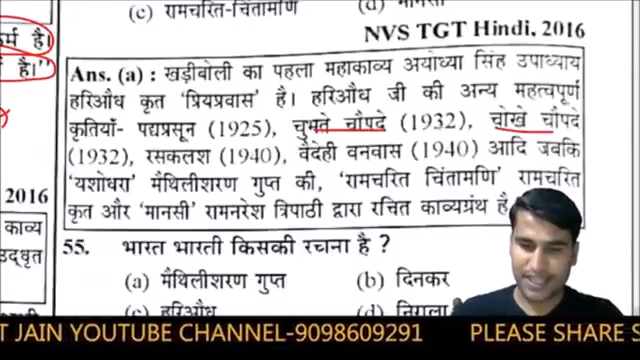 (c) रामचरित-चिंतामणि
(d) मानसी
र्म है।
है।"
NVS TGT Hindi, 2016
Ans. (a) : खड़ीबोली का पहला महाकाव्य अयोध्या सिंह उपाध्याय
हरिऔध कृत 'प्रियप्रवास' है। हरिऔध जी की अन्य महत्वपूर्ण
कृतियाँ- पद्यप्रसून (1925), चुभते चौपदे (1932), चोखे चौपदे
(1932), रसकलश (1940), वैदेही वनवास (1940) आदि जबकि
'यशोधरा' मैथिलीशरण गुप्त की, 'रामचरित चिंतामणि' रामचरित
कृत और 'मानसी' रामनरेश त्रिपाठी द्वारा रचित काव्यग्रंथ है
2016
काव्य
उद्धृत
55. भारत भारती किसकी रचना है ?
(a) मैथिलीशरण गुप्त
(b) दिनकर
(c) हरिऔध
(d) निराला
T JAIN YOUTUBE CHANNEL-9098609291
PLEASE SHARE S